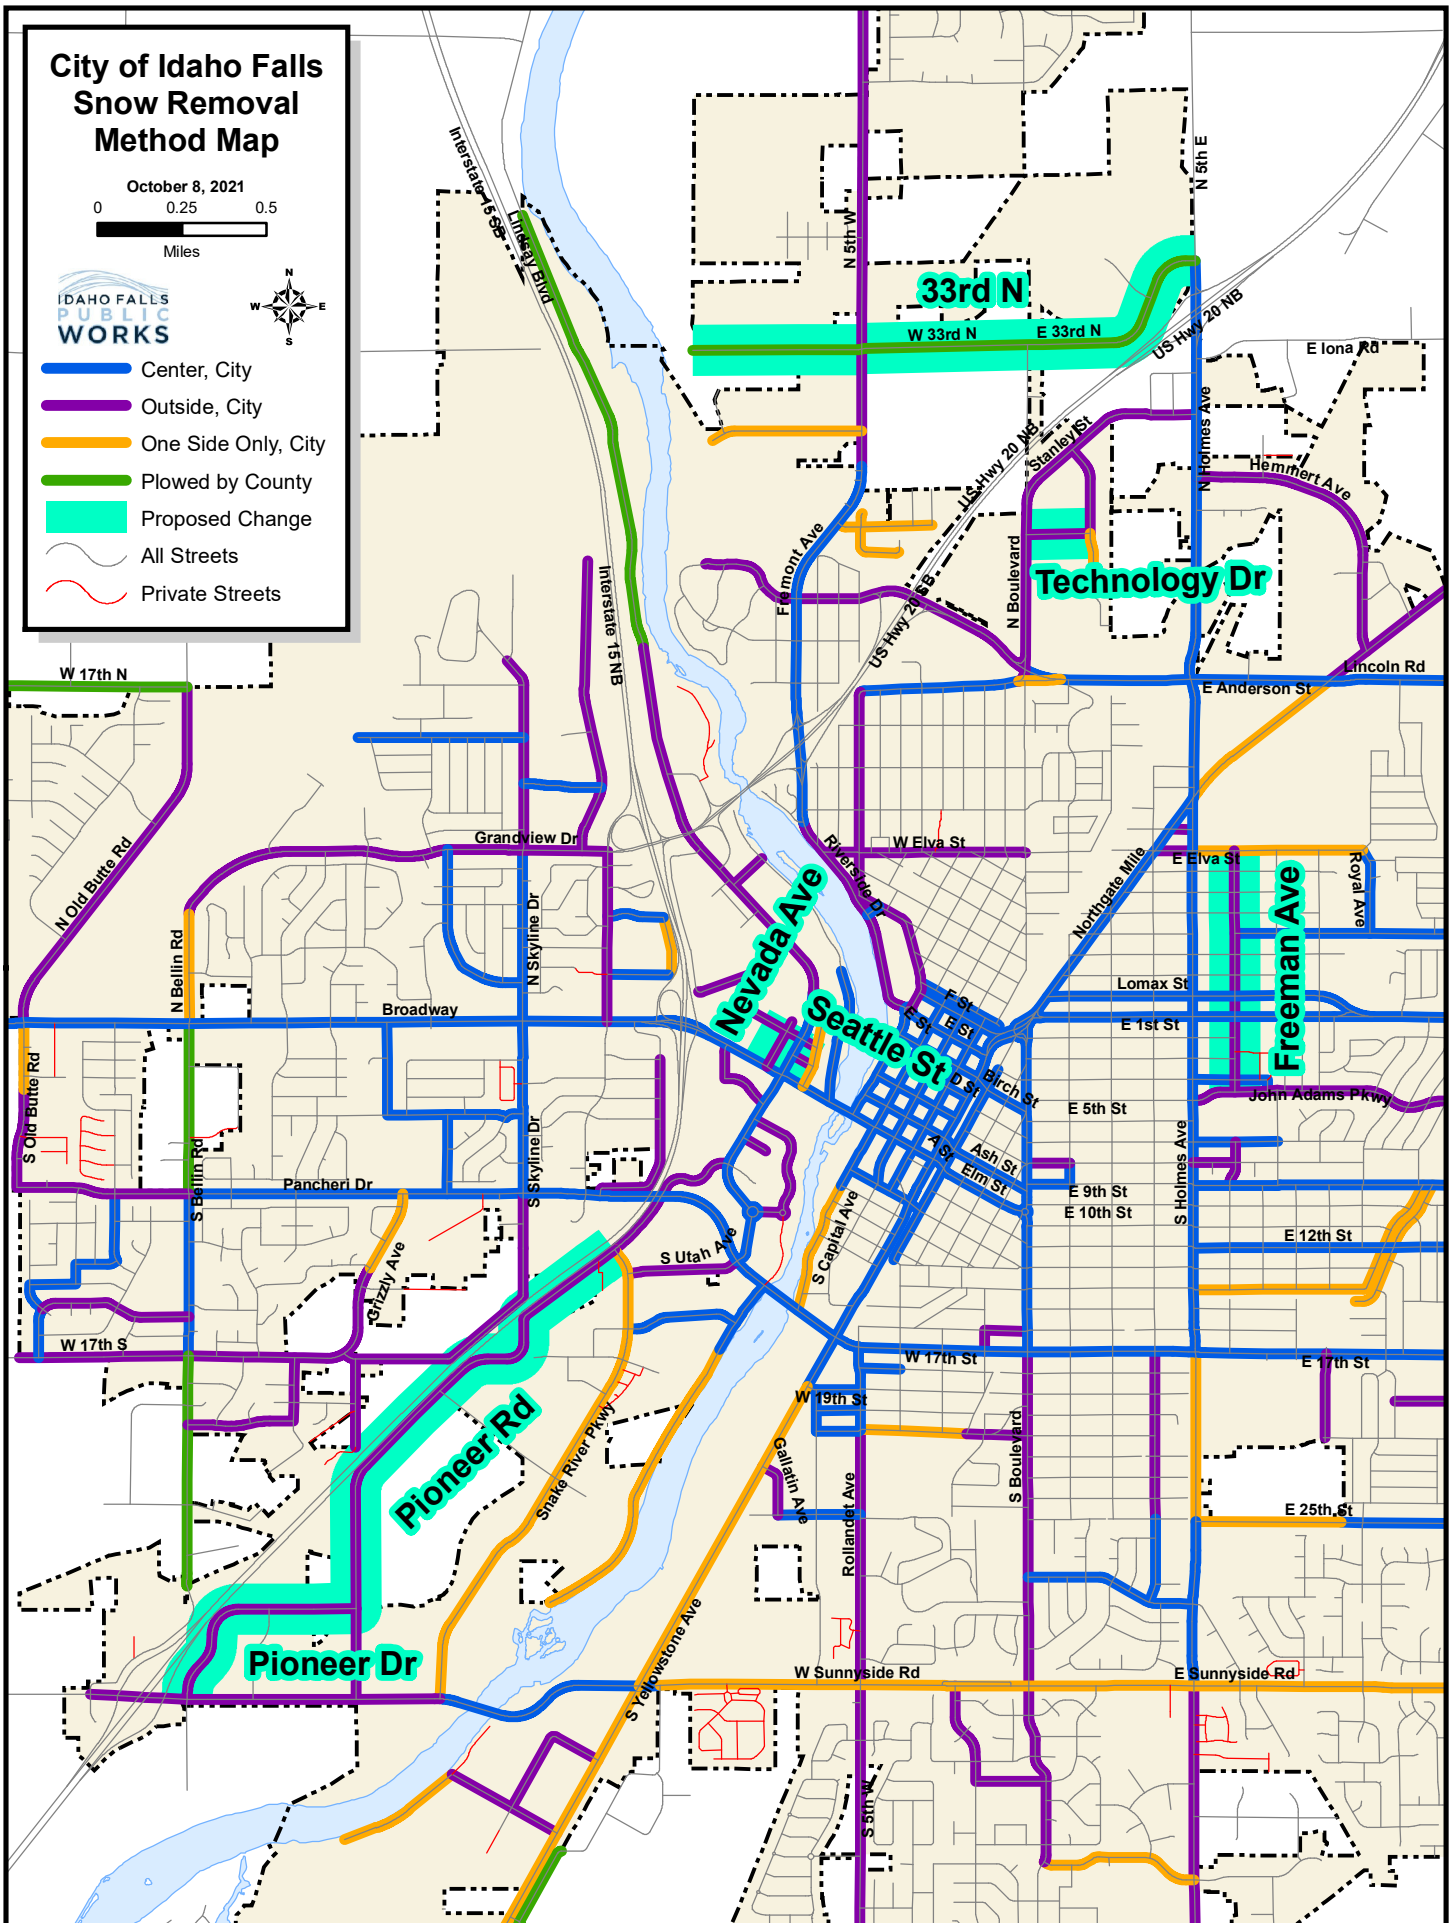 City of Idaho Falls
Snow Removal
Method Map
October 8, 2021
0 0.25 0.5
Miles
IDAHO FALLS
PUBLIC
WORKS
N
W E
S
Center, City
Outside, City
One Side Only, City
Plowed by County
Proposed Change
All Streets
Private Streets
Interstate 15 SB
Lindsay Blvd
N 5th E
N 5th W
33rd N
W 33rd N
E 33rd N
US Hwy 20 NB
E Iona Rd
US Hwy 20 NB
Stanley St
N Holmes Ave
Hemmert Ave
Fremont Ave
N Boulevard
Technology Dr
Interstate 15 NB
US Hwy 20 SB
W 17th N
Lincoln Rd
E Anderson St
Grandview Dr
Riverside Dr
W Elva St
E Elva St
Royal Ave
N Old Butte Rd
Northgate Mile
Nevada Ave
Freeman Ave
N Bellin Rd
N Skyline Dr
Broadway
Lomax St
F St
E St
E St
E 1st St
Seattle St
D St
Birch St
S Old Butte Rd
John Adams Pkwy
E 5th St
S Bellin Rd
S Skyline Dr
A St
Ash St
Elm St
Pancheri Dr
E 9th St
E 10th St
S Holmes Ave
S Utah Ave
S Capital Ave
E 12th St
Grizzly Ave
W 17th S
W 17th St
E 17th St
W 19th St
Pioneer Rd
Snake River Pkwy
Gallatin Ave
Rollandet Ave
S Boulevard
E 25th St
S Yellowstone Ave
Pioneer Dr
W Sunnyside Rd
E Sunnyside Rd
S 5th W